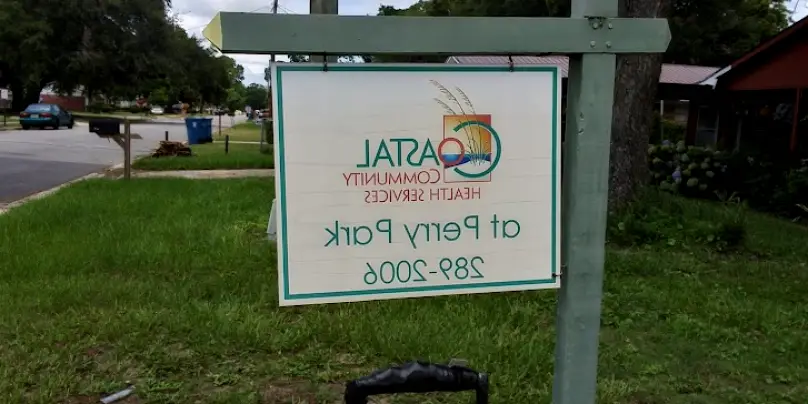 COASTAL
COMMUNITY
HEALTH SERVICES
at Perry Park
289-2006